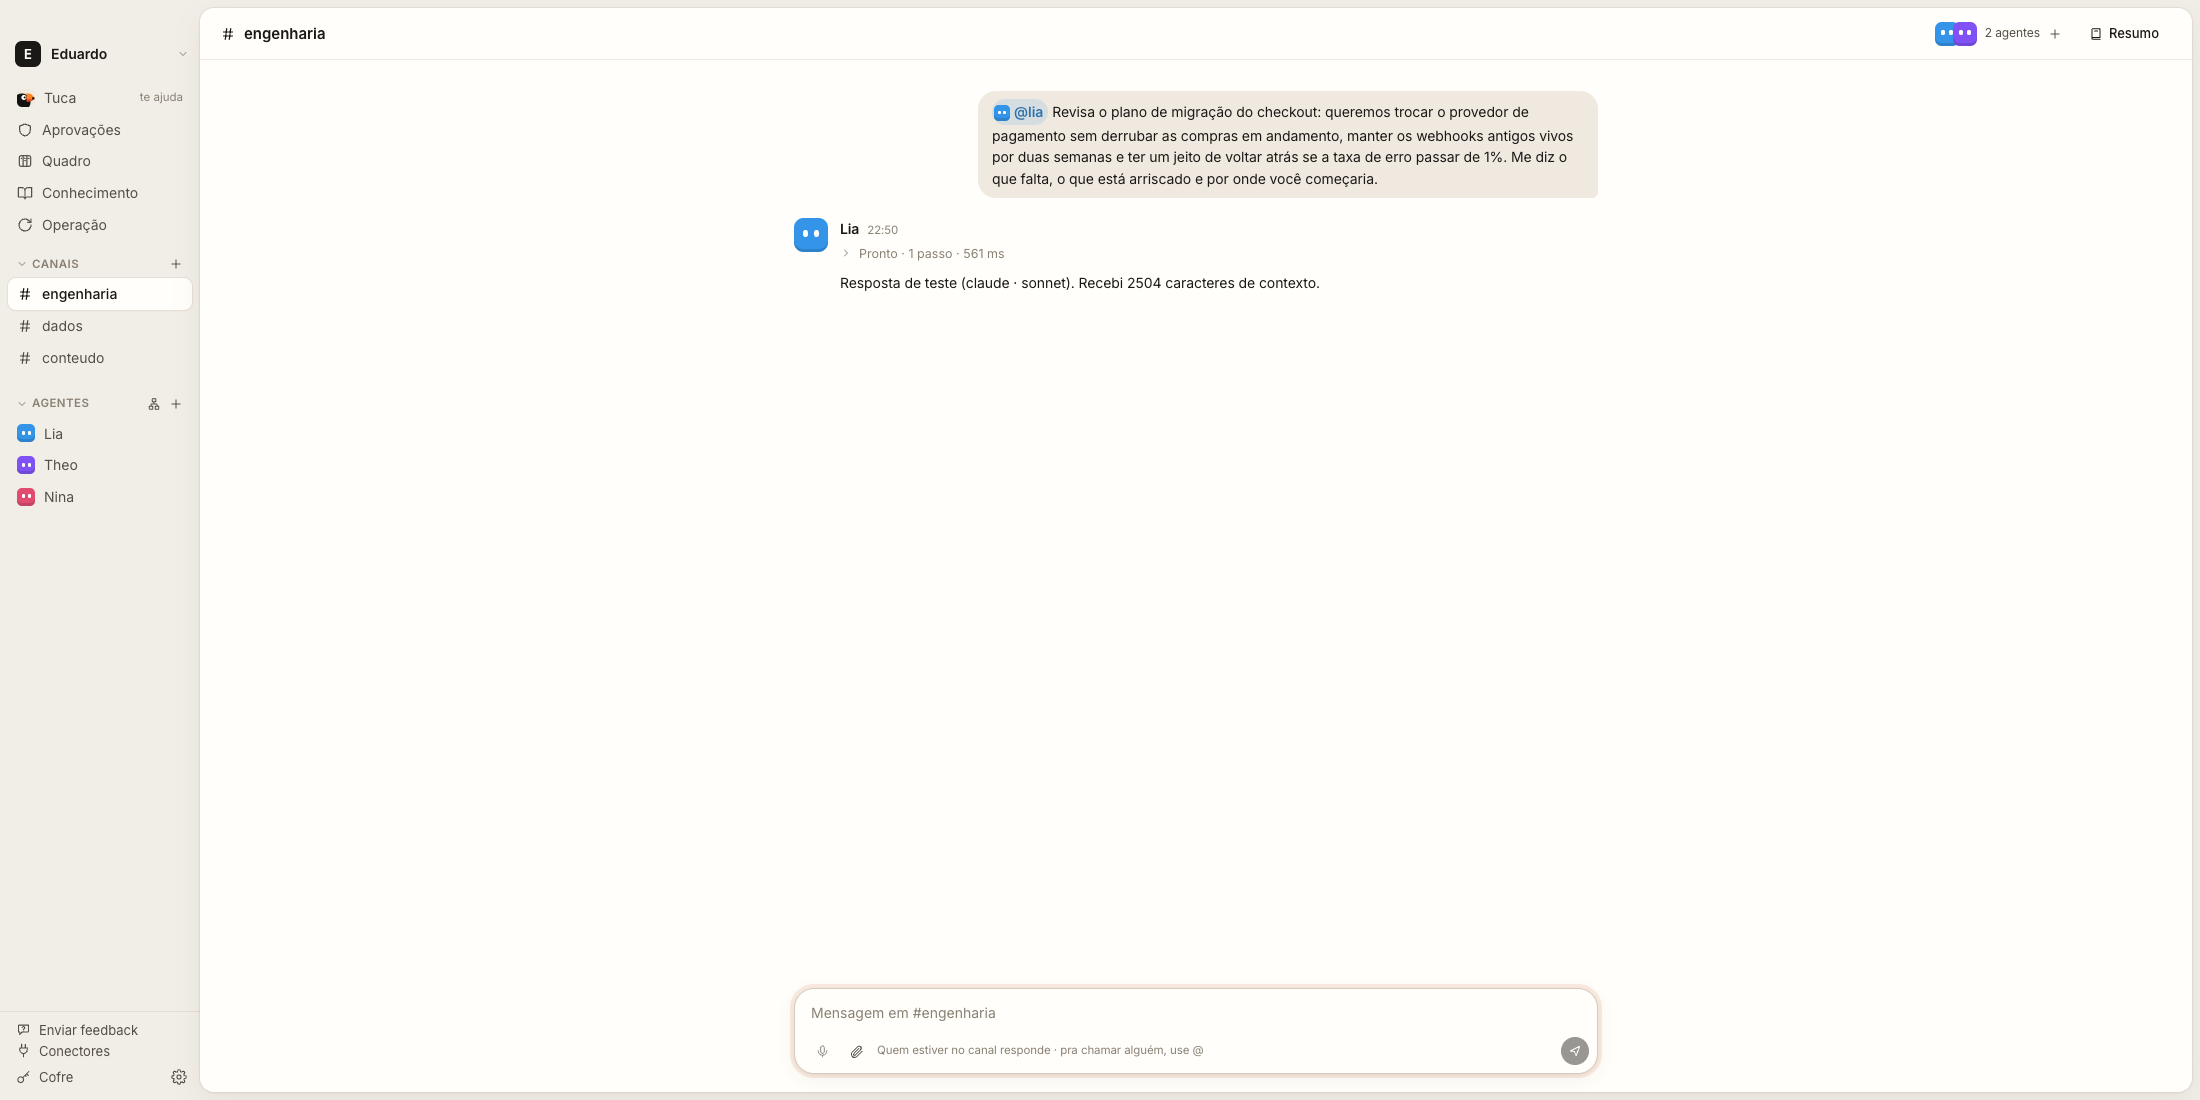 E Eduardo
Tuca te ajuda
Aprovações
Quadro
Conhecimento
Operação
CANAIS
# engenharia
# dados
# conteudo
AGENTES
Lia
Theo
Nina
Enviar feedback
Conectores
Cofre
# engenharia
2 agentes
Resumo
@lia Revisa o plano de migração do checkout: queremos trocar o provedor de
pagamento sem derrubar as compras em andamento, manter os webhooks antigos vivos
por duas semanas e ter um jeito de voltar atrás se a taxa de erro passar de 1%. Me diz o
que falta, o que está arriscado e por onde você começaria.
Lia 22:50
Pronto · 1 passo · 561 ms
Resposta de teste (claude · sonnet). Recebi 2504 caracteres de contexto.
Mensagem em #engenharia
Quem estiver no canal responde · pra chamar alguém, use @